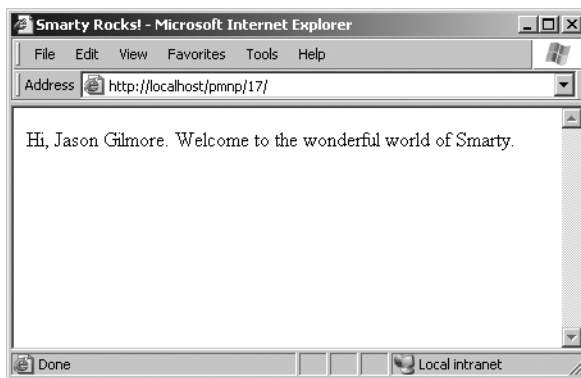 Smarty Rocks! - Microsoft Internet Explorer
File Edit View Favorites Tools Help
Address http://localhost/pmnp/17/
Hi, Jason Gilmore. Welcome to the wonderful world of Smarty.
Done Local intranet